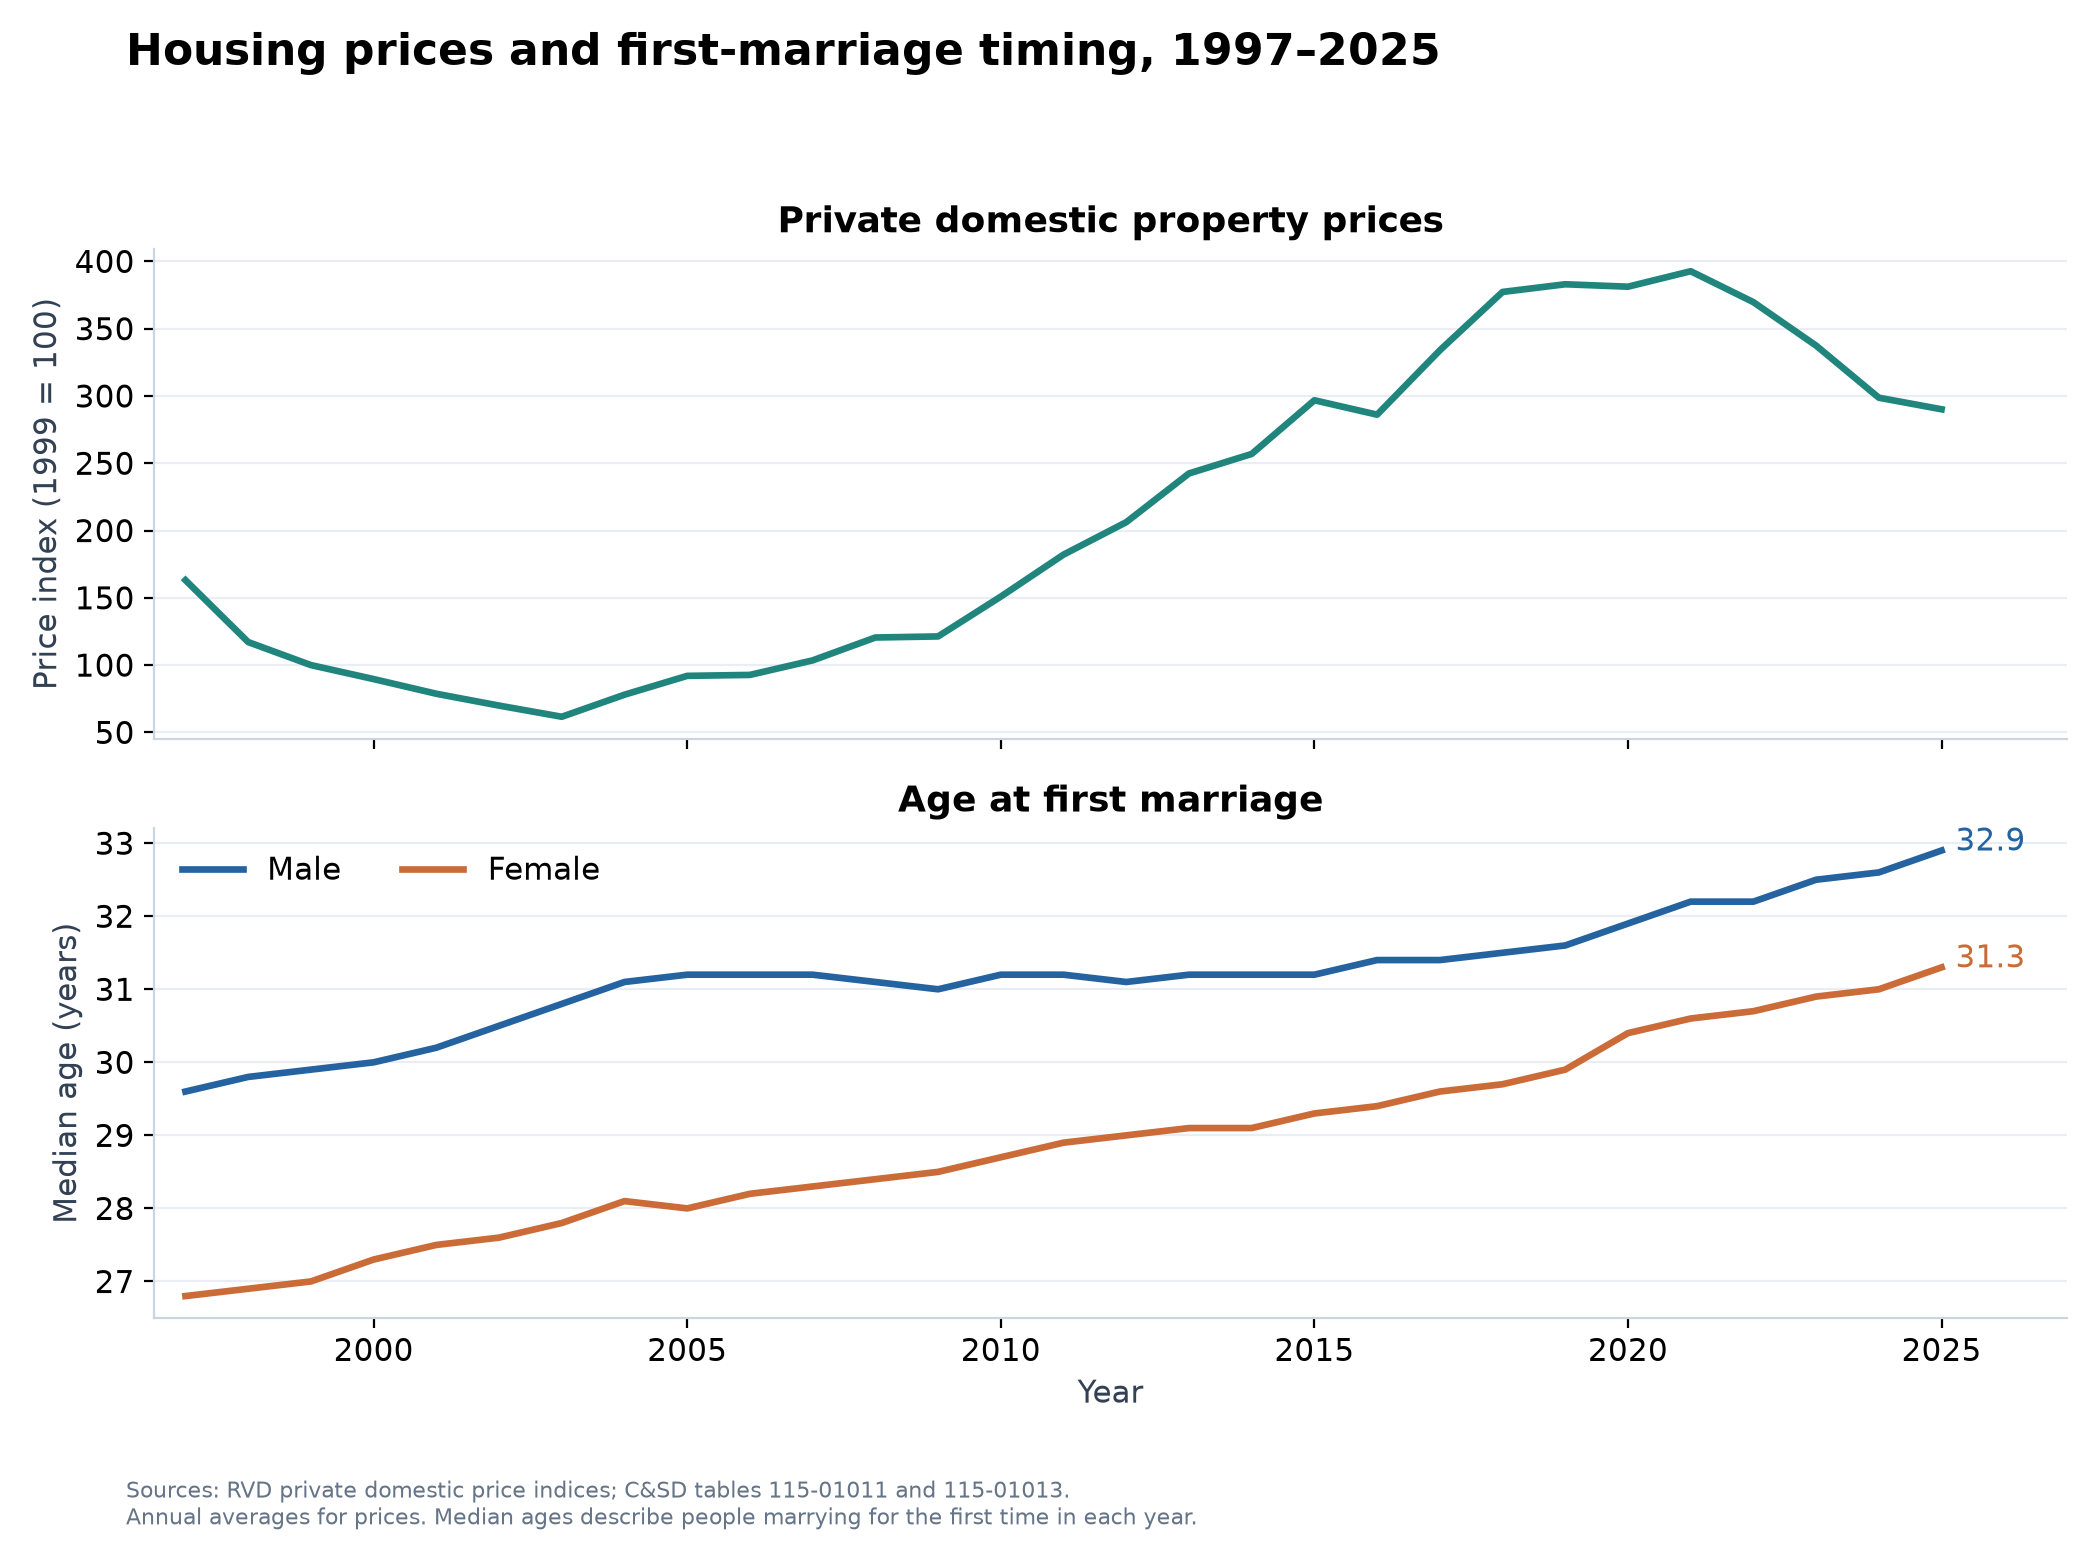 Housing prices and first-marriage timing, 1997–2025
Private domestic property prices
Price index (1999 = 100)
400
350
300
250
200
150
100
50
Age at first marriage
Median age (years)
33
32
31
30
29
28
27
Male
Female
32.9
31.3
2000
2005
2010
2015
2020
2025
Year
Sources: RVD private domestic price indices; C&SD tables 115-01011 and 115-01013.
Annual averages for prices. Median ages describe people marrying for the first time in each year.